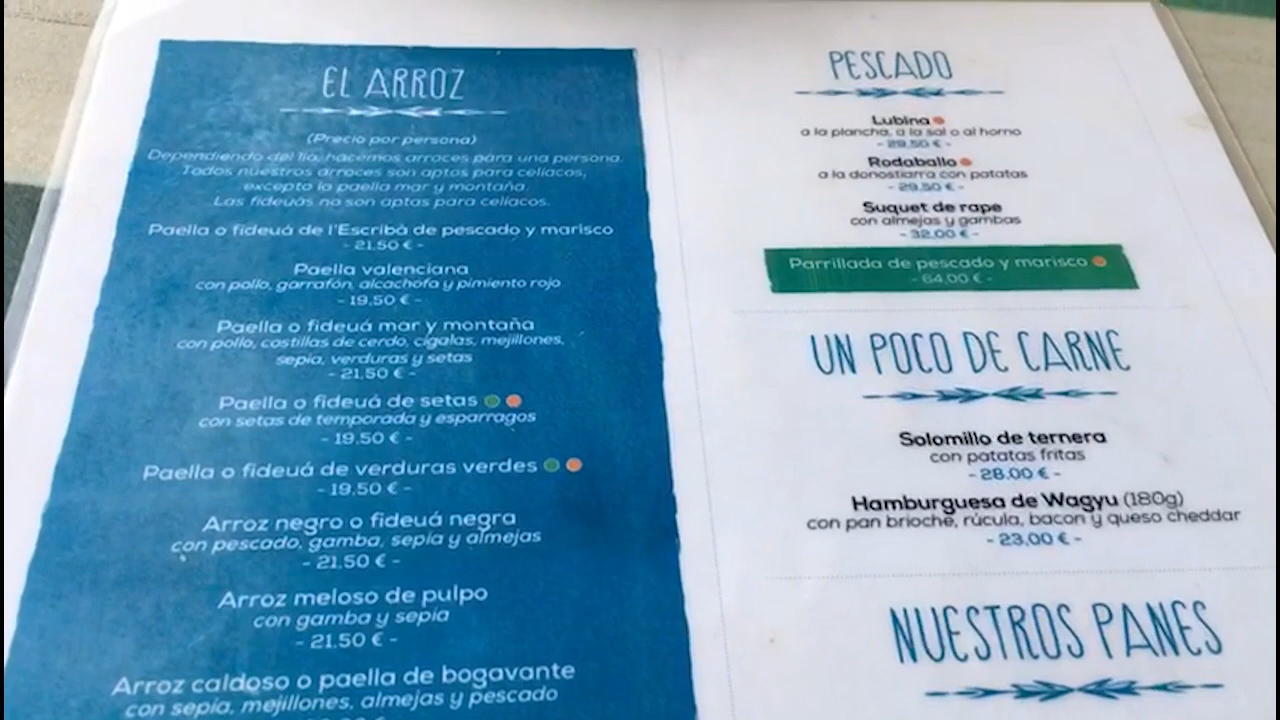 EL ARROZ
(Precio por persona)
Dependiendo del lío, hacemos arroces para una persona.
Todos nuestros arroces son aptos para celíacos,
excepto la paella mar y montaña.
Las fideuás no son aptas para celíacos.
Paella o fideuá de l'Escribà de pescado y marisco
- 21.50 € -
Paella valenciana
con pollo, garrafón, alcachofa y pimiento rojo
- 19.50 € -
Paella o fideuá mar y montaña
con pollo, costillas de cerdo, cigalas, mejillones,
sepia, verduras y setas
- 21.50 € -
Paella o fideuá de setas
con setas de temporada y esparragos
- 19.50 € -
Paella o fideuá de verduras verdes
- 19.50 € -
Arroz negro o fideuá negra
con pescado, gamba, sepia y almejas
- 21.50 € -
Arroz meloso de pulpo
con gamba y sepia
- 21.50 € -
Arroz caldoso o paella de bogavante
con sepia, mejillones, almejas y pescado
PESCADO
Lubina
a la plancha, a la sal o al horno
- 29.50 € -
Rodaballo
a la donostiarra con patatas
- 29.50 € -
Suquet de rape
con almejas y gambas
- 32.00 € -
Parrillada de pescado y marisco
- 64.00 € -
UN POCO DE CARNE
Solomillo de ternera
con patatas fritas
- 28.00 € -
Hamburguesa de Wagyu (180g)
con pan brioche, rúcula, bacon y queso cheddar
- 23,00 € -
NUESTROS PANES